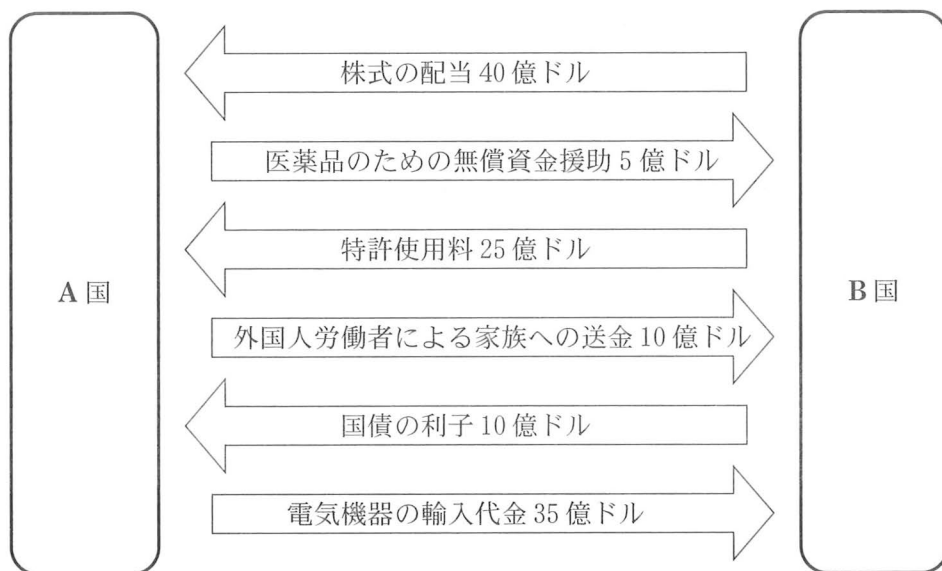 株式の配当 40 億ドル
医薬品のための無償資金援助 5 億ドル
特許使用料 25 億ドル
A 国
B 国
外国人労働者による家族への送金 10 億ドル
国債の利子 10 億ドル
電気機器の輸入代金 35 億ドル